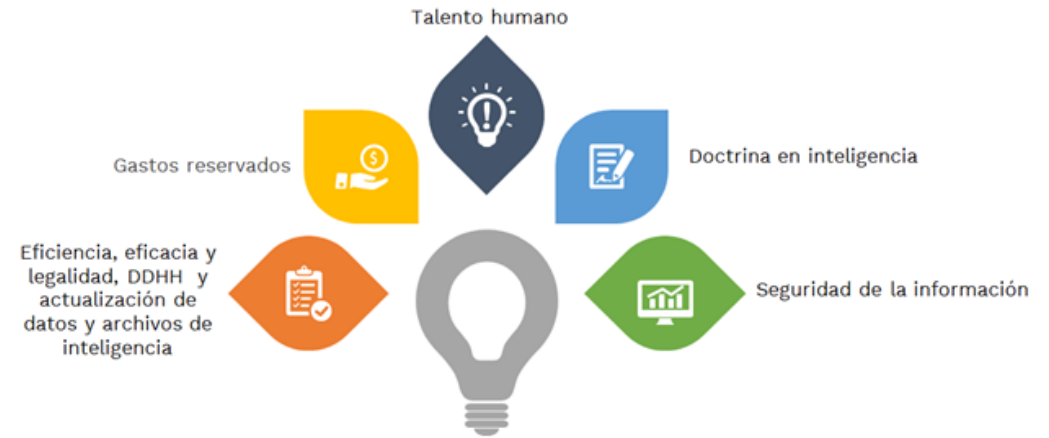 Talento humano
Gastos reservados
Doctrina en inteligencia
Eficiencia, eficacia y
legalidad, DDHH y
actualización de
datos y archivos de
inteligencia
Seguridad de la información